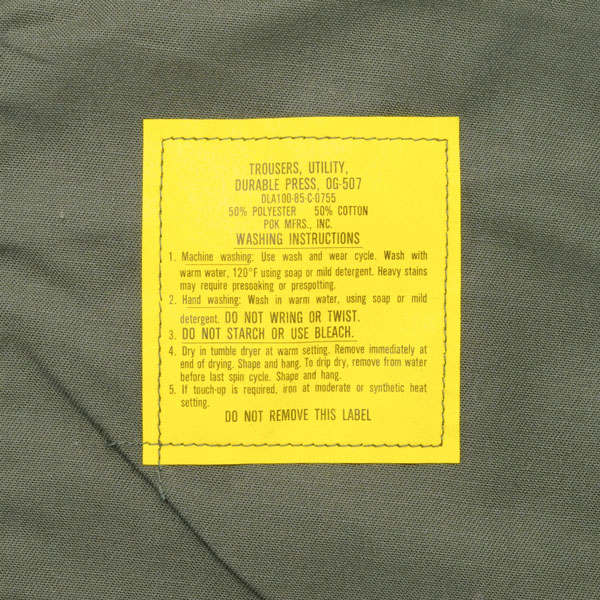 TROUSERS, UTILITY,
DURABLE PRESS, OG-507
DLA100-85-C-0755
50% POLYESTER 50% COTTON
POK MFRS., INC.
WASHING INSTRUCTIONS
1. Machine washing: Use wash and wear cycle. Wash with
warm water, 120°F using soap or mild detergent. Heavy stains
may require presoaking or prespotting.
2. Hand washing: Wash in warm water, using soap or mild
detergent. DO NOT WRING OR TWIST.
3. DO NOT STARCH OR USE BLEACH.
4. Dry in tumble dryer at warm setting. Remove immediately at
end of drying. Shape and hang. To drip dry, remove from water
before last spin cycle. Shape and hang.
5. If touch-up is required, iron at moderate or synthetic heat
setting.
DO NOT REMOVE THIS LABEL